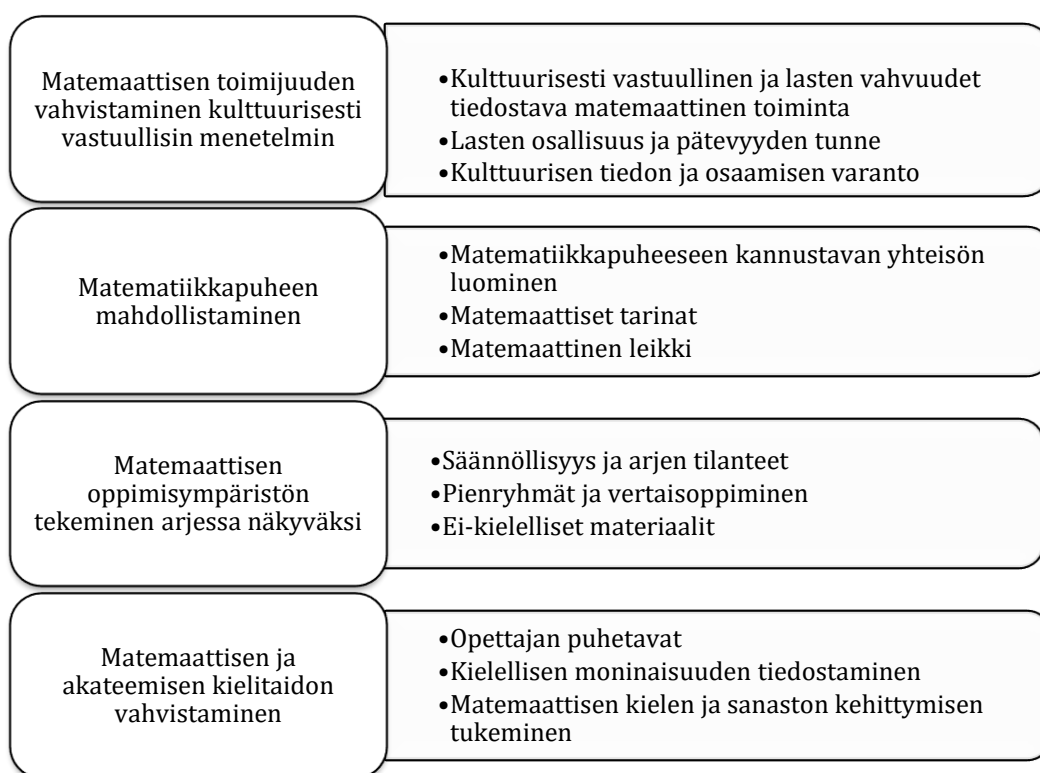 Matemaattisen toimijuuden
vahvistaminen kulttuurisesti
vastuullisin menetelmin
•Kulttuurisesti vastuullinen ja lasten vahvuudet
tiedostava matemaattinen toiminta
•Lasten osallisuus ja pätevyyden tunne
•Kulttuurisen tiedon ja osaamisen varanto
Matematiikkapuheen
mahdollistaminen
•Matematiikkapuheeseen kannustavan yhteisön
luominen
•Matemaattiset tarinat
•Matemaattinen leikki
Matemaattisen
oppimisympäristön
tekeminen arjessa näkyväksi
•Säännöllisyys ja arjen tilanteet
•Pienryhmät ja vertaisoppiminen
•Ei-kielelliset materiaalit
Matemaattisen ja
akateemisen kielitaidon
vahvistaminen
•Opettajan puhetavat
•Kielellisen moninaisuuden tiedostaminen
•Matemaattisen kielen ja sanaston kehittymisen
tukeminen